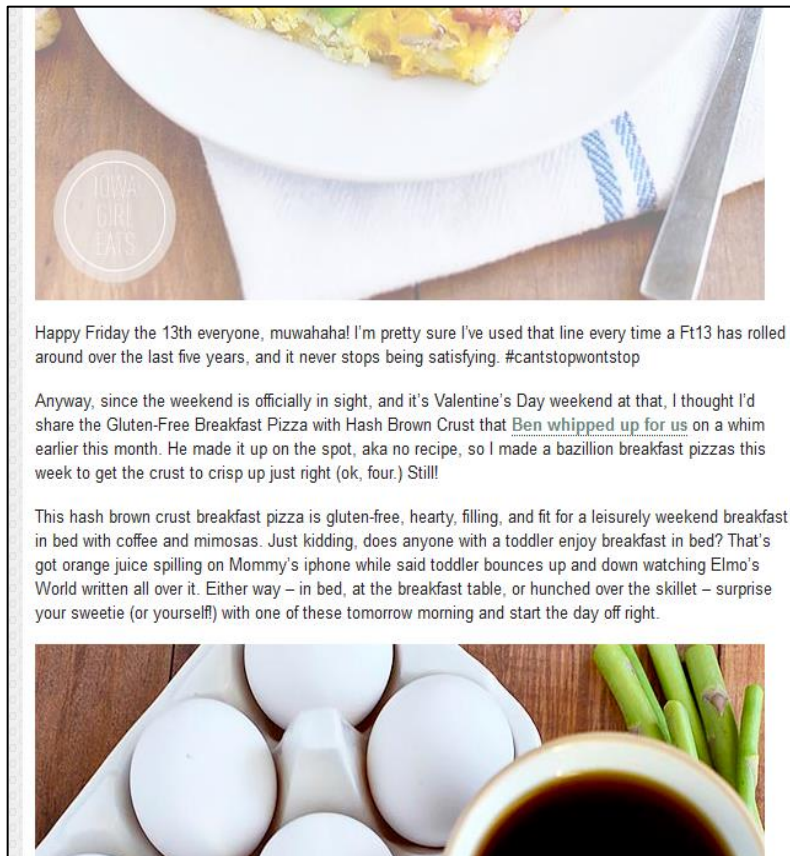 IOWA
GIRL
EATS
Happy Friday the 13th everyone, muwahaha! I'm pretty sure I've used that line every time a Ft13 has rolled
around over the last five years, and it never stops being satisfying. #cantstopwontstop
Anyway, since the weekend is officially in sight, and it's Valentine's Day weekend at that, I thought I'd
share the Gluten-Free Breakfast Pizza with Hash Brown Crust that Ben whipped up for us on a whim
earlier this month. He made it up on the spot, aka no recipe, so I made a bazillion breakfast pizzas this
week to get the crust to crisp up just right (ok, four.) Still!
This hash brown crust breakfast pizza is gluten-free, hearty, filling, and fit for a leisurely weekend breakfast
in bed with coffee and mimosas. Just kidding, does anyone with a toddler enjoy breakfast in bed? That's
got orange juice spilling on Mommy's iphone while said toddler bounces up and down watching Elmo's
World written all over it. Either way – in bed, at the breakfast table, or hunched over the skillet – surprise
your sweetie (or yourself!) with one of these tomorrow morning and start the day off right.